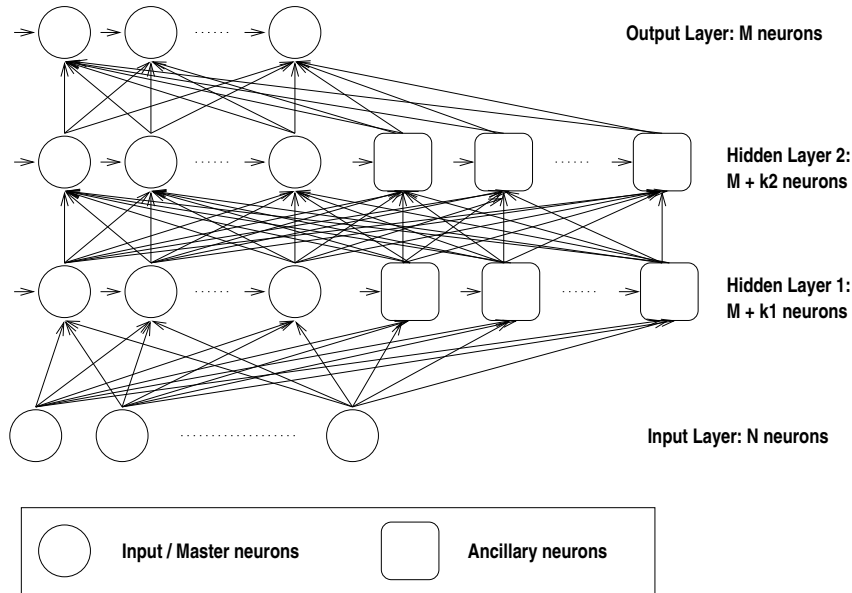 Output Layer: M neurons
Hidden Layer 2:
M + k2 neurons
Hidden Layer 1:
M + k1 neurons
Input Layer: N neurons
Input / Master neurons
Ancillary neurons